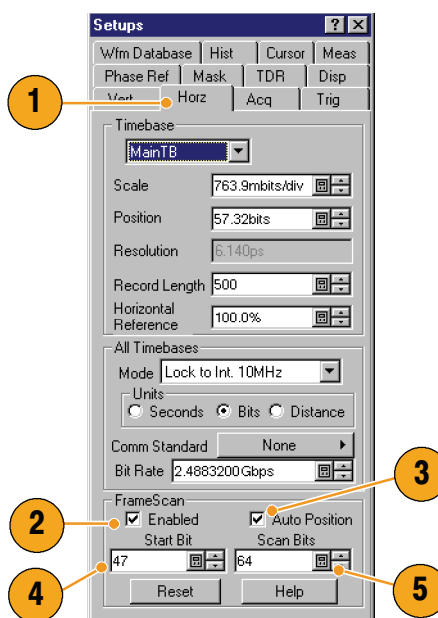 Setups
Wfm Database Hist Cursor Meas
Phase Ref Mask TDR Disp
Vert Horz Acq Trig
1
Timebase
MainTB
Scale 763.9mbits/div
Position 57.32bits
Resolution 6.140ps
Record Length 500
Horizontal
Reference 100.0%
All Timebases
Mode Lock to Int. 10MHz
Units
Seconds Bits Distance
Comm Standard None
Bit Rate 2.4883200Gbps
3
FrameScan
2 Enabled Auto Position
Start Bit Scan Bits
4 47 64 5
Reset Help